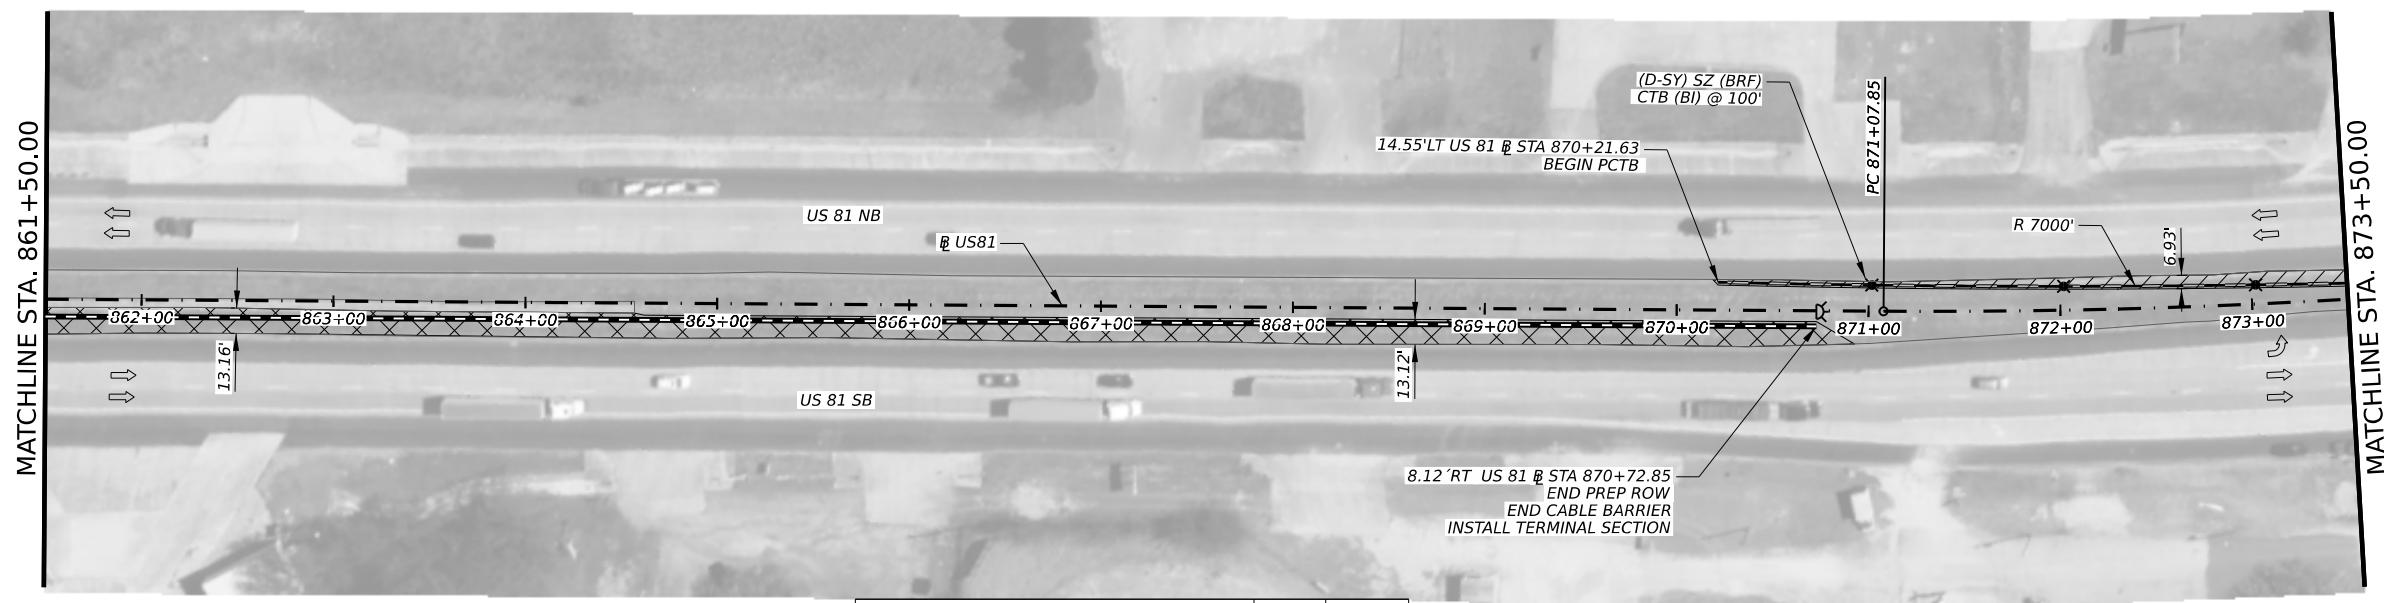 MATCHLINE STA. 861+50.00
(D-SY) SZ (BRF)
CTB (BI) @ 100'
PC 871+07.85
14.55'LT US 81 ⅊ STA 870+21.63
BEGIN PCTB
US 81 NB
⅊ US81
R 7000'
6.93'
862+00
863+00
864+00
865+00
866+00
867+00
868+00
869+00
870+00
871+00
872+00
873+00
13.16'
13.12'
US 81 SB
8.12´RT US 81 ⅊ STA 870+72.85
END PREP ROW
END CABLE BARRIER
INSTALL TERMINAL SECTION
MATCHLINE STA. 873+50.00